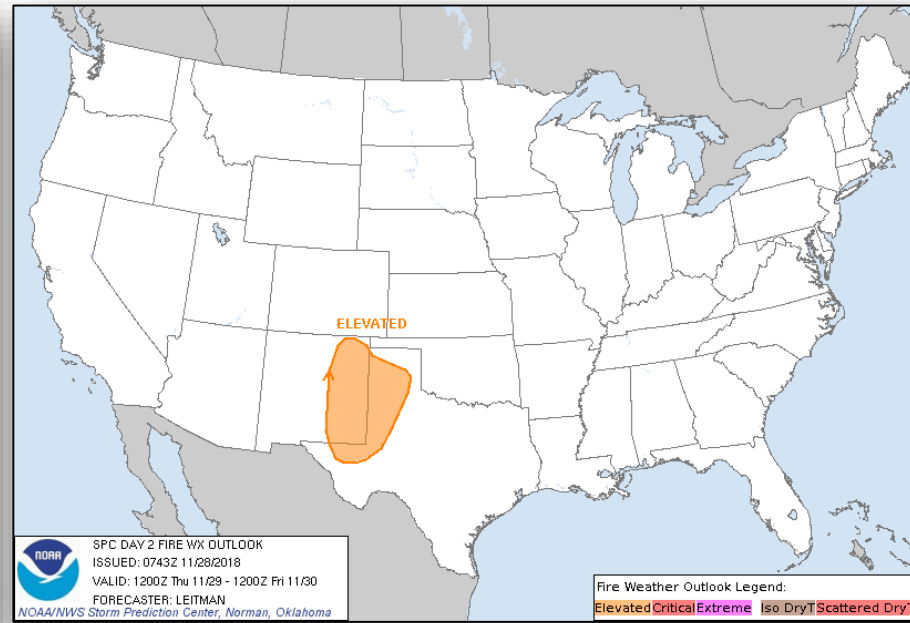 ELEVATED
NOAA
SPC DAY 2 FIRE WX OUTLOOK
ISSUED: 0743Z 11/28/2018
VALID: 1200Z Thu 11/29 - 1200Z Fri 11/30
FORECASTER: LEITMAN
NOAA/NWS Storm Prediction Center, Norman, Oklahoma
Fire Weather Outlook Legend:
Elevated Critical Extreme Iso DryT Scattered DryT